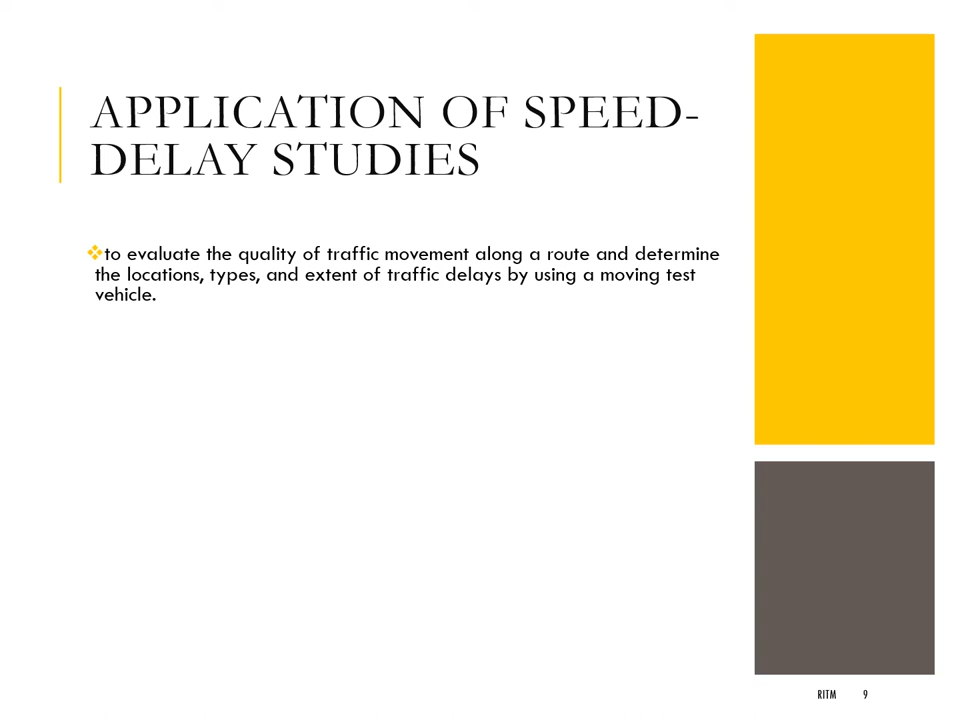 APPLICATION OF SPEED-
DELAY STUDIES
❖to evaluate the quality of traffic movement along a route and determine
the locations, types, and extent of traffic delays by using a moving test
vehicle.
RITM 9